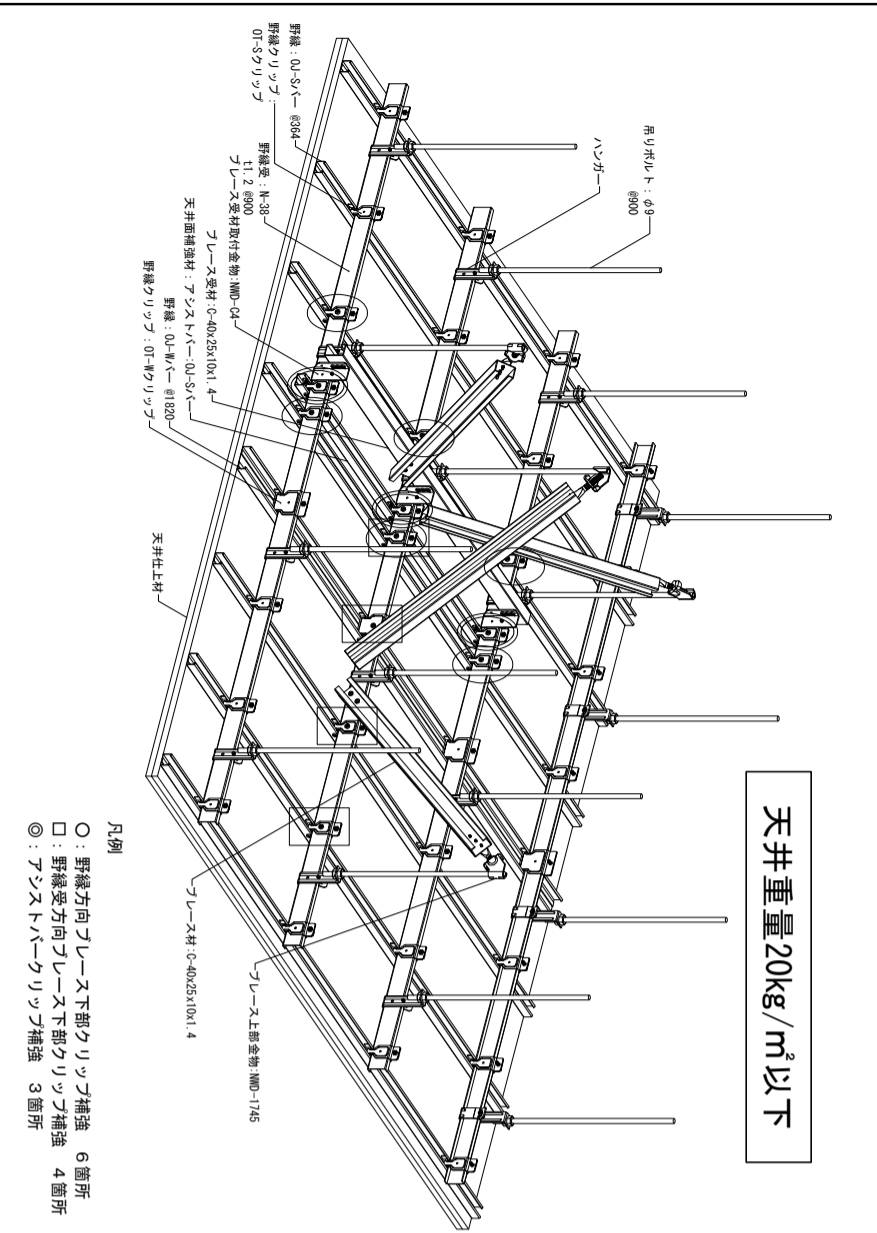 天井重量20kg/㎡以下
吊りボルト：φ9
@900
ハンガー
野縁：OJ-Sバー @364
野縁クリップ：
OT-Sクリップ
野縁受：N-38
t1.2 @900
ブレース受材取付金物:NWD-C4
ブレース受材:C-40x25x10x1.4
天井面補強材：アシストバー:OJ-Sバー
野縁：OJ-Wバー @1820
野縁クリップ：OT-Wクリップ
天井仕上材
ブレース上部金物:NWD-1745
ブレース材:C-40x25x10x1.4
凡例
○：野縁方向ブレース下部クリップ補強 6箇所
□：野縁受方向ブレース下部クリップ補強 4箇所
◎：アシストバークリップ補強 3箇所